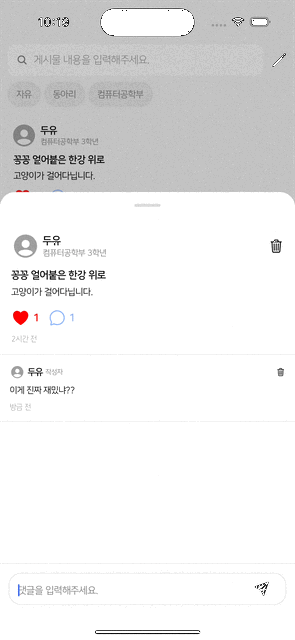 10:19
게시물 내용을 입력해주세요.
자유 동아리 컴퓨터공학부
두유
컴퓨터공학부 3학년
꽁꽁 얼어붙은 한강 위로
고양이가 걸어다닙니다.
두유
컴퓨터공학부 3학년
꽁꽁 얼어붙은 한강 위로
고양이가 걸어다닙니다.
1 1
2시간 전
두유 작성자
이게 진짜 재밌냐??
방금 전
댓글을 입력해주세요.